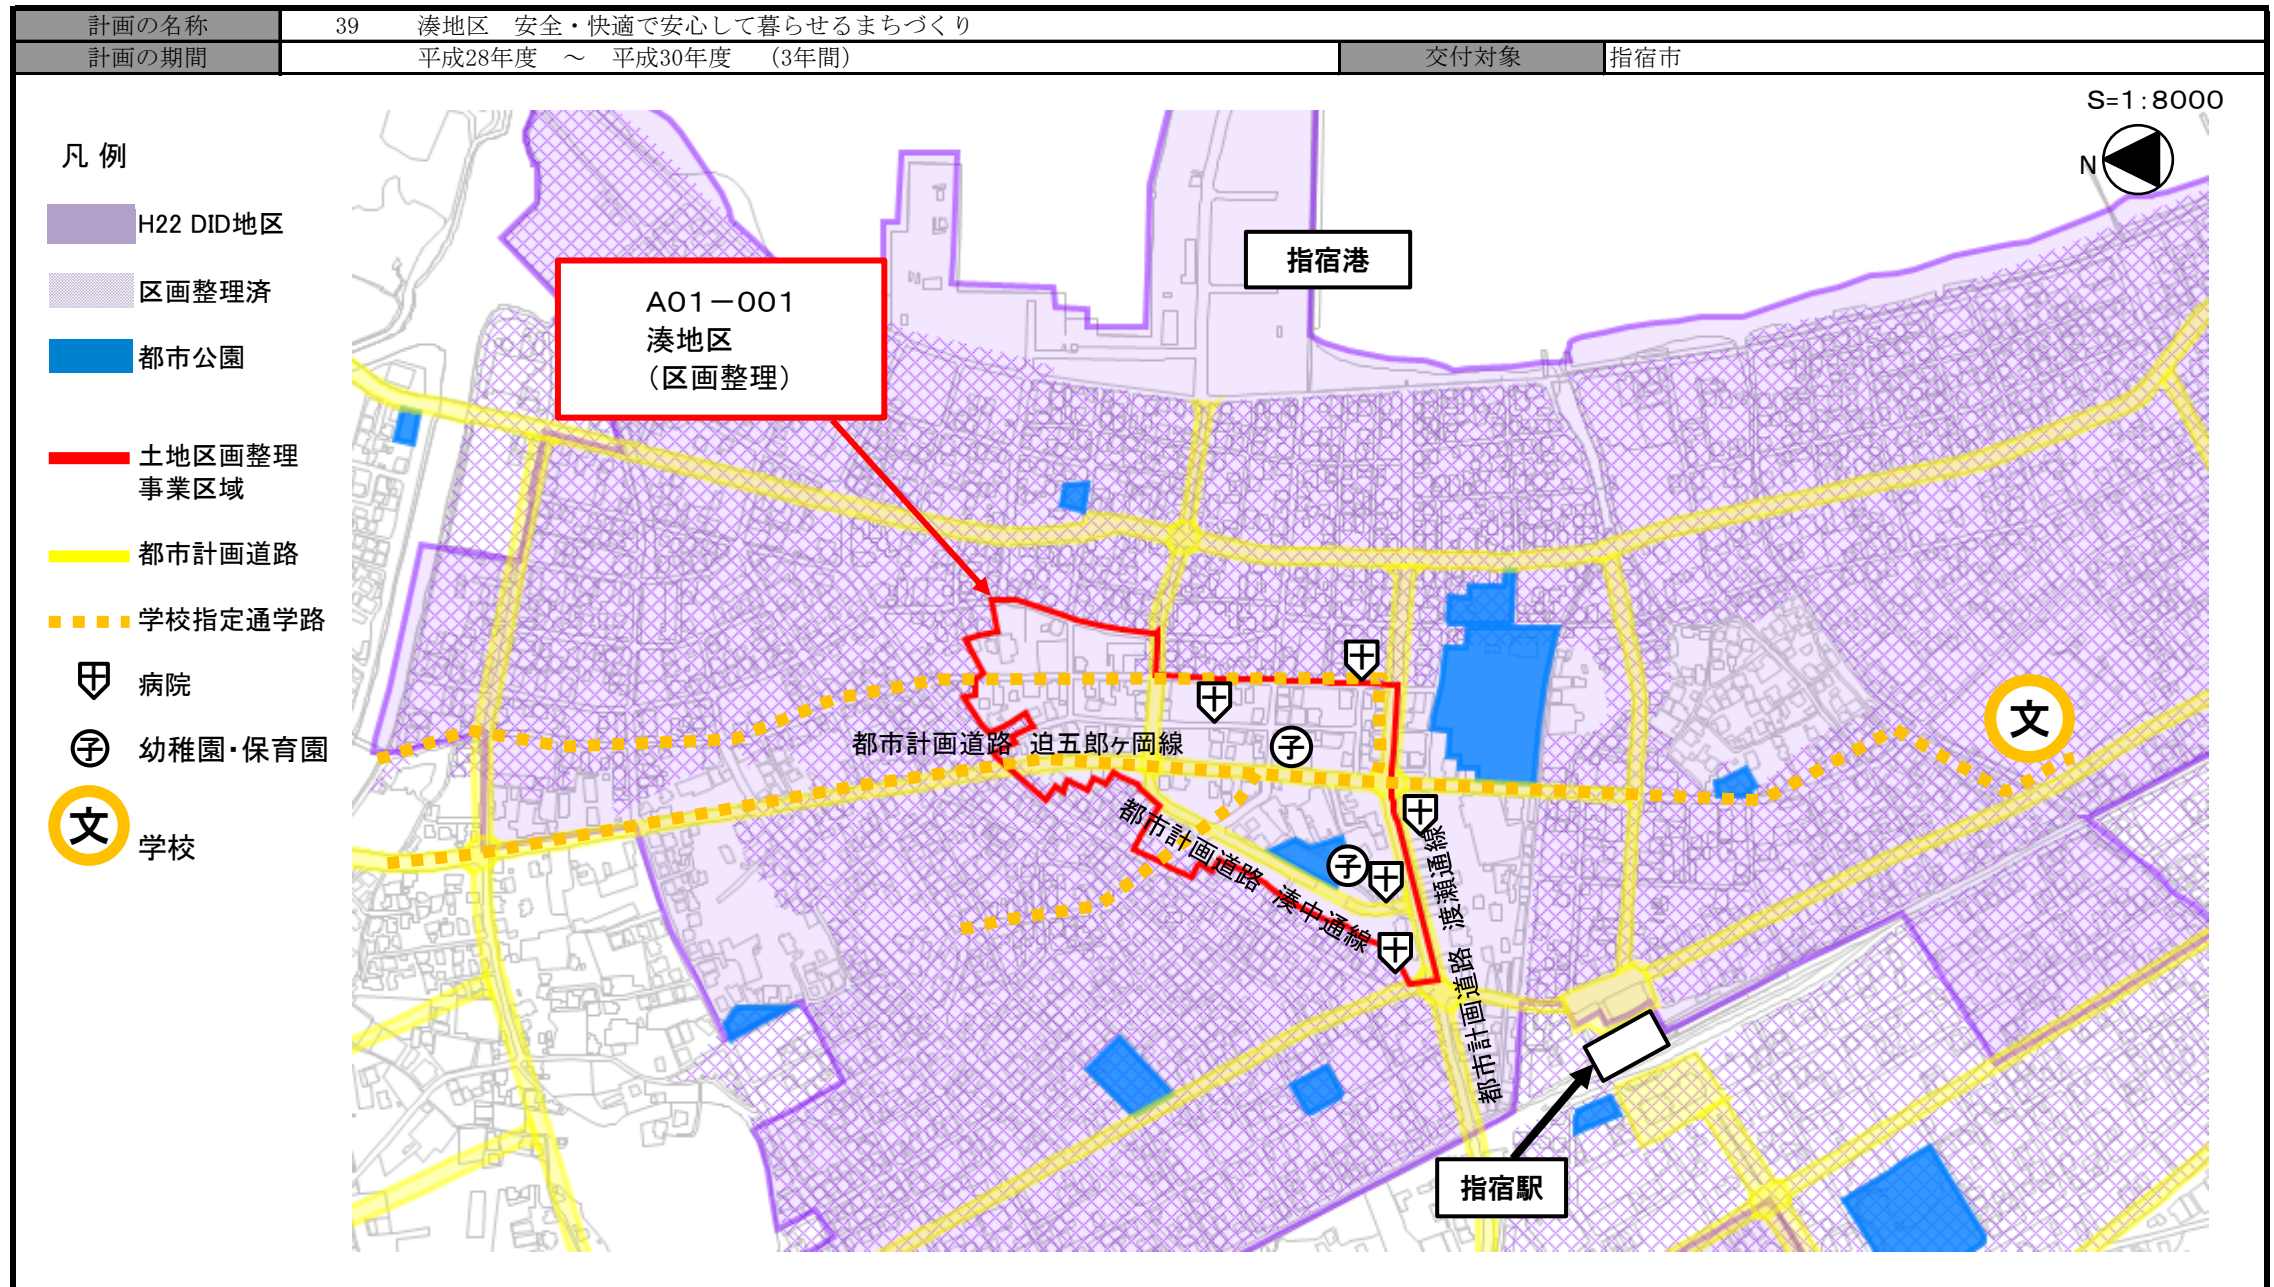 計画の名称 39 湊地区 安全・快適で安心して暮らせるまちづくり
計画の期間 平成28年度 ～ 平成30年度 (3年間) 交付対象 指宿市
S=1:8000
N
凡 例
H22 DID地区
区画整理済
都市公園
土地区画整理
事業区域
都市計画道路
学校指定通学路
病院
子 幼稚園・保育園
文 学校
A01－001
湊地区
（区画整理）
指宿港
都市計画道路 迫五郎ヶ岡線
子
文
都市計画道路 湊中通線
子
都市計画道路 渡瀬通線
指宿駅